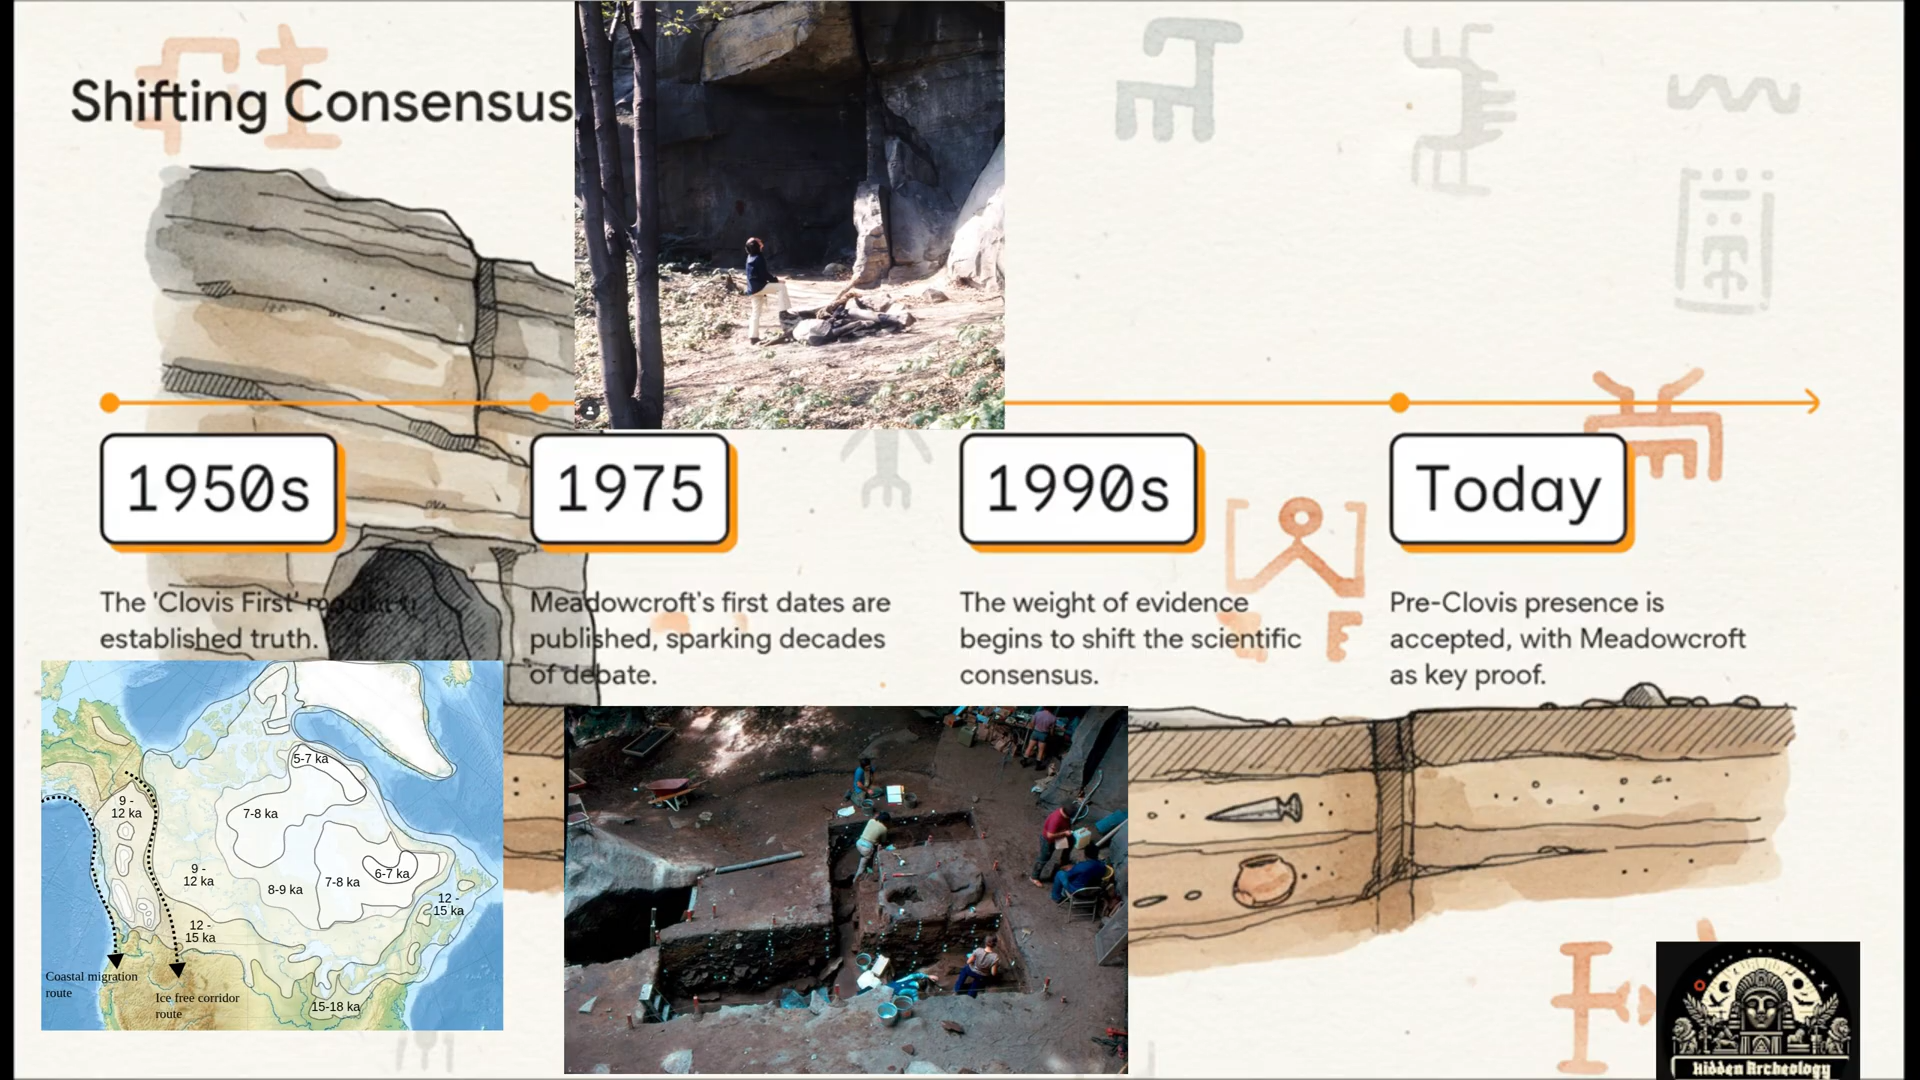 Shifting Consensus
1950s
1975
1990s
Today
The 'Clovis First'
established truth.
Meadowcroft's first dates are
published, sparking decades
of debate.
The weight of evidence
begins to shift the scientific
consensus.
Pre-Clovis presence is
accepted, with Meadowcroft
as key proof.
5-7 ka
9 -
12 ka
7-8 ka
9 -
12 ka
8-9 ka
7-8 ka
6-7 ka
12 -
15 ka
12 -
15 ka
15-18 ka
Coastal migration
route
Ice free corridor
route
Hidden Archeology